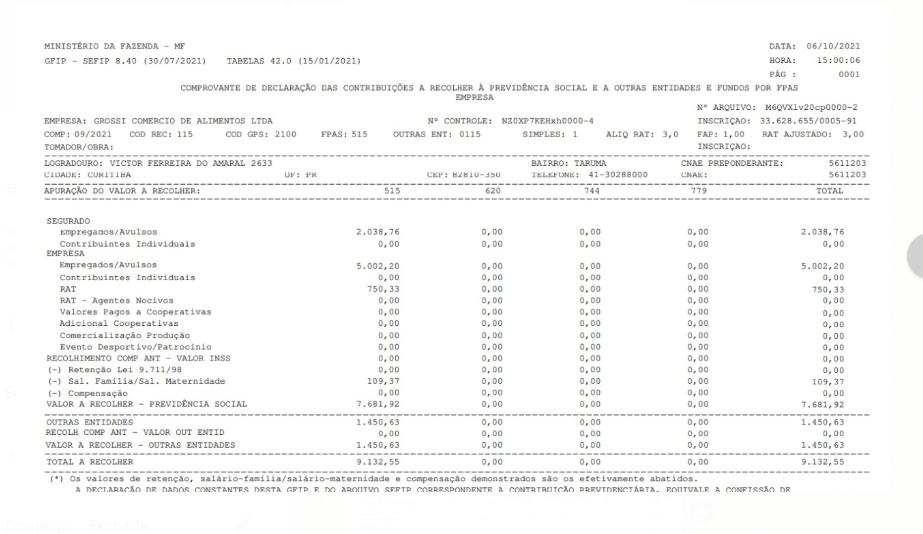 MINISTÉRIO DA FAZENDA - MF DATA: 06/10/2021
GFIP - SEFIP 8.40 (30/07/2021) TABELAS 42.0 (15/01/2021) HORA: 15:00:06
PÁG : 0001
COMPROVANTE DE DECLARAÇÃO DAS CONTRIBUIÇÕES A RECOLHER À PREVIDÊNCIA SOCIAL E A OUTRAS ENTIDADES E FUNDOS POR FPAS
EMPRESA
N° ARQUIVO: M6QVX1v20cp0000-2
EMPRESA: GROSSI COMERCIO DE ALIMENTOS LTDA N° CONTROLE: NZ0XP7KEHxh0000-4 INSCRIÇÃO: 33.628.655/0005-91
COMP: 09/2021 COD REC: 115 COD GPS: 2100 FPAS: 515 OUTRAS ENT: 0115 SIMPLES: 1 ALIQ RAT: 3,0 FAP: 1,00 RAT AJUSTADO: 3,00
TOMADOR/OBRA: INSCRIÇAO:
LOGRADOURO: VICTOR FERREIRA DO AMARAL 2633 BAIRRO: TARUMA CNAE PREPONDERANTE: 5611203
CIDADE: CURITIBA UF: PR CEP: 82810-350 TELEFONE: 41-30288000 CNAE: 5611203
APURAÇÃO DO VALOR A RECOLHER: 515 620 744 779 TOTAL
SEGURADO
Empregados/Avulsos 2.038,76 0,00 0,00 0,00 2.038,76
Contribuintes Individuais 0,00 0,00 0,00 0,00 0,00
EMPRESA
Empregados/Avulsos 5.002,20 0,00 0,00 0,00 5.002,20
Contribuintes Individuais 0,00 0,00 0,00 0,00 0,00
RAT 750,33 0,00 0,00 0,00 750,33
RAT - Agentes Nocivos 0,00 0,00 0,00 0,00 0,00
Valores Pagos a Cooperativas 0,00 0,00 0,00 0,00 0,00
Adicional Cooperativas 0,00 0,00 0,00 0,00 0,00
Comercialização Produção 0,00 0,00 0,00 0,00 0,00
Evento Desportivo/Patrocínio 0,00 0,00 0,00 0,00 0,00
RECOLHIMENTO COMP ANT - VALOR INSS 0,00 0,00 0,00 0,00 0,00
(-) Retenção Lei 9.711/98 0,00 0,00 0,00 0,00 0,00
(-) Sal. Família/Sal. Maternidade 109,37 0,00 0,00 0,00 109,37
(-) Compensação 0,00 0,00 0,00 0,00 0,00
VALOR A RECOLHER - PREVIDÊNCIA SOCIAL 7.681,92 0,00 0,00 0,00 7.681,92
OUTRAS ENTIDADES 1.450,63 0,00 0,00 0,00 1.450,63
RECOLH COMP ANT - VALOR OUT ENTID 0,00 0,00 0,00 0,00 0,00
VALOR A RECOLHER - OUTRAS ENTIDADES 1.450,63 0,00 0,00 0,00 1.450,63
TOTAL A RECOLHER 9.132,55 0,00 0,00 0,00 9.132,55
(*) Os valores de retenção, salário-família/salário-maternidade e compensação demonstrados são os efetivamente abatidos.
A DECLARAÇÃO DE DADOS CONSTANTES DESTA GFIP E DO ARQUIVO SEFIP CORRESPONDENTE A CONTRIBUIÇÃO PREVIDENCIÁRIA, EQUIVALE A CONFISSÃO DE
Domingo Fechada